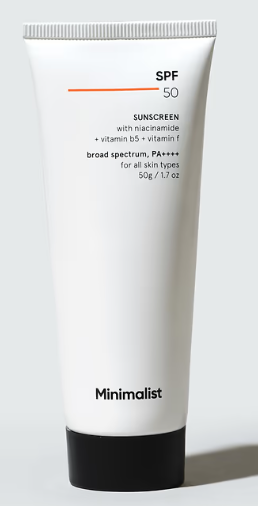 SPF
50
SUNSCREEN
with niacinamide
+ vitamin b5 + vitamin f
broad spectrum, PA++++
for all skin types
50g / 1.7 oz
Minimalist